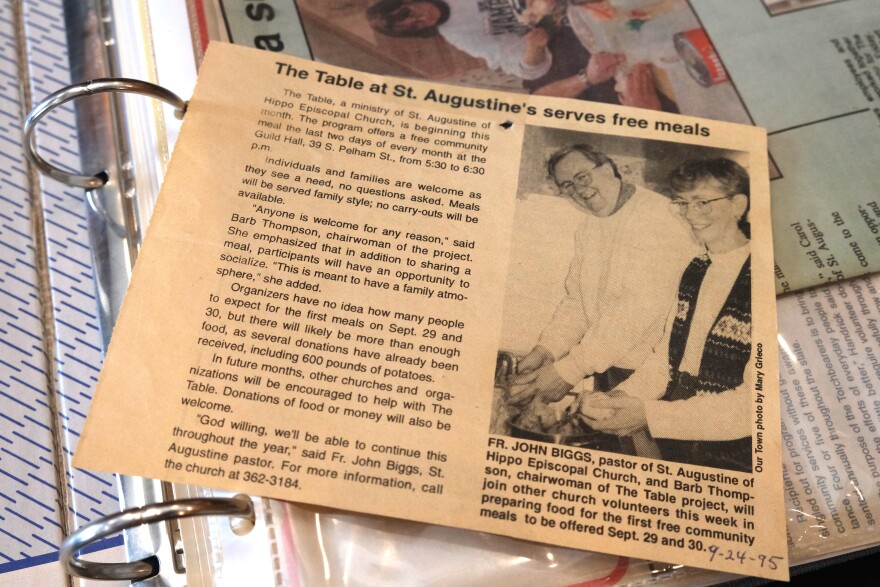 The Table at St. Augustine's serves free meals
The Table, a ministry of St. Augustine of
Hippo Episcopal Church, is beginning this
month. The program offers a free community
meal the last two days of every month at the
Guild Hall, 39 S. Pelham St., from 5:30 to 6:30
p.m.
Individuals and families are welcome as
they see a need, no questions asked. Meals
will be served family style; no carry-outs will be
available.
"Anyone is welcome for any reason," said
Barb Thompson, chairwoman of the project.
She emphasized that in addition to sharing a
meal, participants will have an opportunity to
socialize. "This is meant to have a family atmo-
sphere," she added.
Organizers have no idea how many people
to expect for the first meals on Sept. 29 and
30, but there will likely be more than enough
food, as several donations have already been
received, including 600 pounds of potatoes.
In future months, other churches and orga-
nizations will be encouraged to help with The
Table. Donations of food or money will also be
welcome.
"God willing, we'll be able to continue this
throughout the year," said Fr. John Biggs, St.
Augustine pastor. For more information, call
the church at 362-3184.
Our Town photo by Mary Grieco
FR. JOHN BIGGS, pastor of St. Augustine of
Hippo Episcopal Church, and Barb Thomp-
son, chairwoman of The Table project, will
join other church volunteers this week in
preparing food for the first free community
meals to be offered Sept. 29 and 30.
9-24-95
a s
said Carol
of St. Augus-
come to the